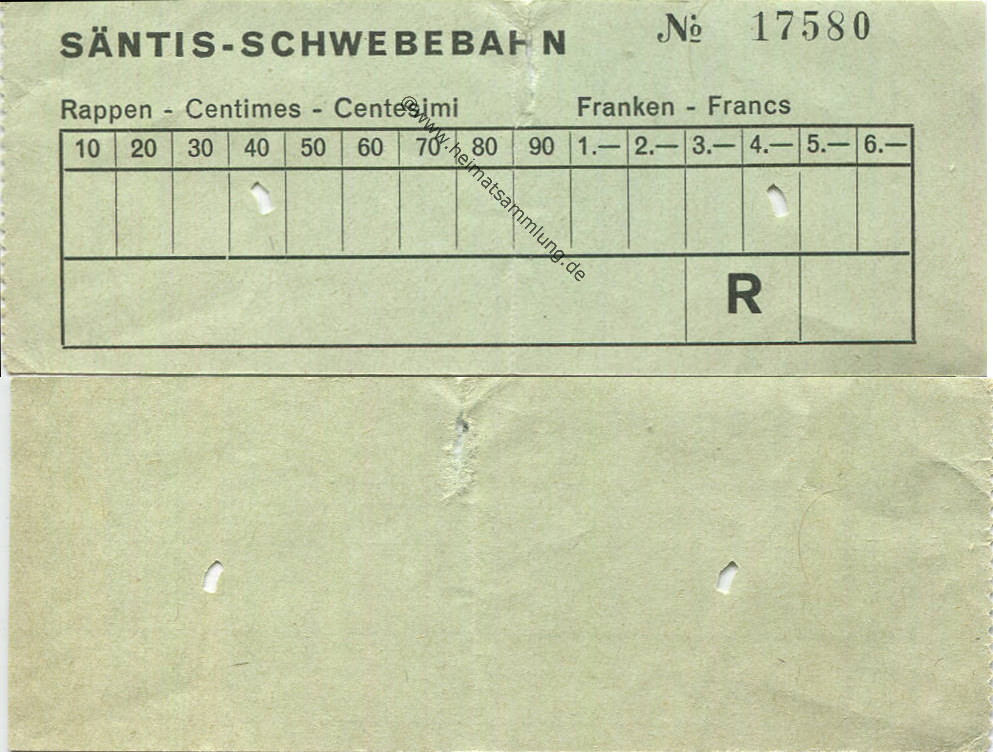 SÄNTIS-SCHWEBEBAHN № 17580
Rappen - Centimes - Centesimi Franken - Francs
10 20 30 40 50 60 70 80 90 1.— 2.— 3.— 4.— 5.— 6.—
R
©www.heimatsammlung.de